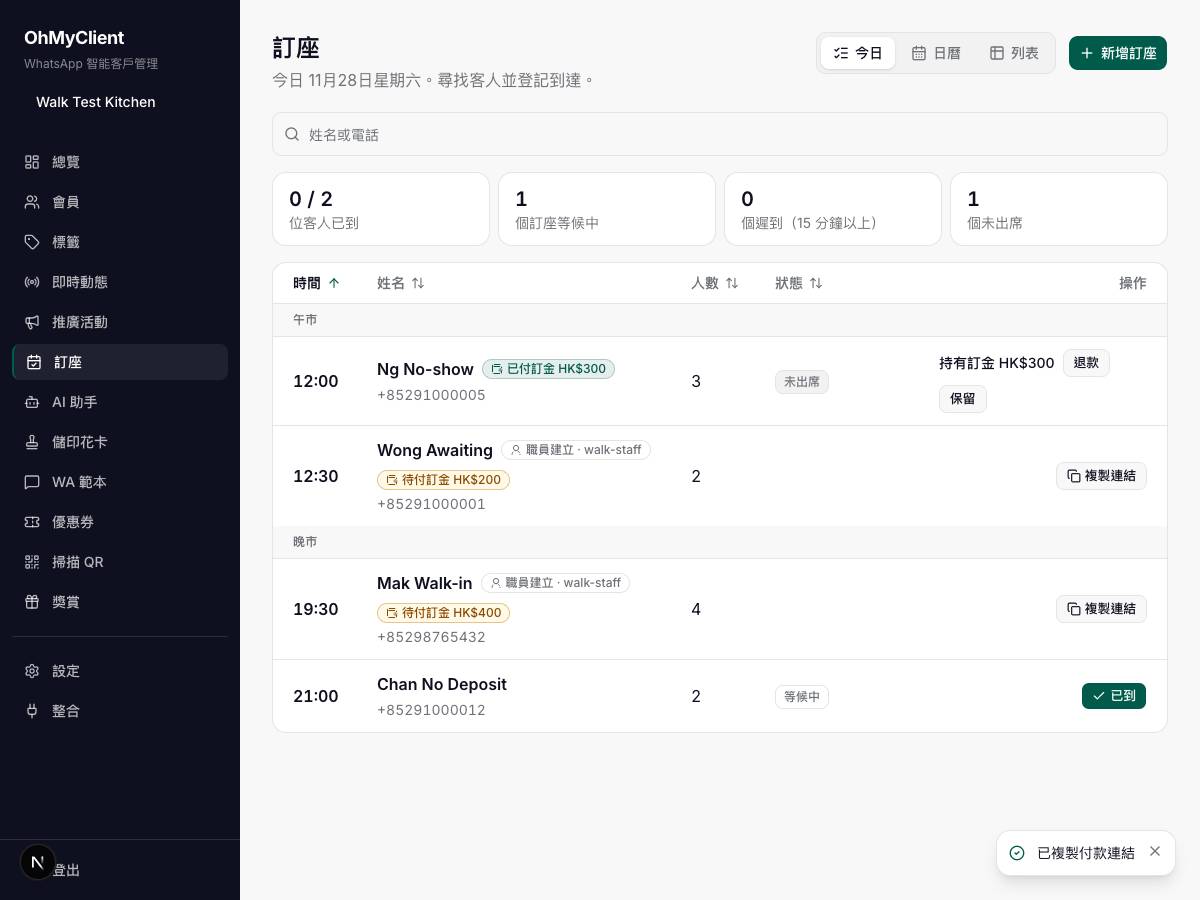 OhMyClient
WhatsApp 智能客戶管理
Walk Test Kitchen
總覽
會員
標籤
即時動態
推廣活動
訂座
AI 助手
儲印花卡
WA 範本
優惠券
掃描 QR
獎賞
設定
整合
N
登出
訂座
今日 11月28日星期六。尋找客人並登記到達。
今日 日曆 列表
新增訂座
姓名或電話
0 / 2
位客人已到
1
個訂座等候中
0
個遲到（15 分鐘以上）
1
個未出席
時間 姓名 人數 狀態 操作
午市
12:00 Ng No-show 已付訂金 HK$300
+85291000005
3 未出席 持有訂金 HK$300 退款
保留
12:30 Wong Awaiting 職員建立 · walk-staff
待付訂金 HK$200
+85291000001
2 複製連結
晚市
19:30 Mak Walk-in 職員建立 · walk-staff
待付訂金 HK$400
+85298765432
4 複製連結
21:00 Chan No Deposit
+85291000012
2 等候中 已到
已複製付款連結